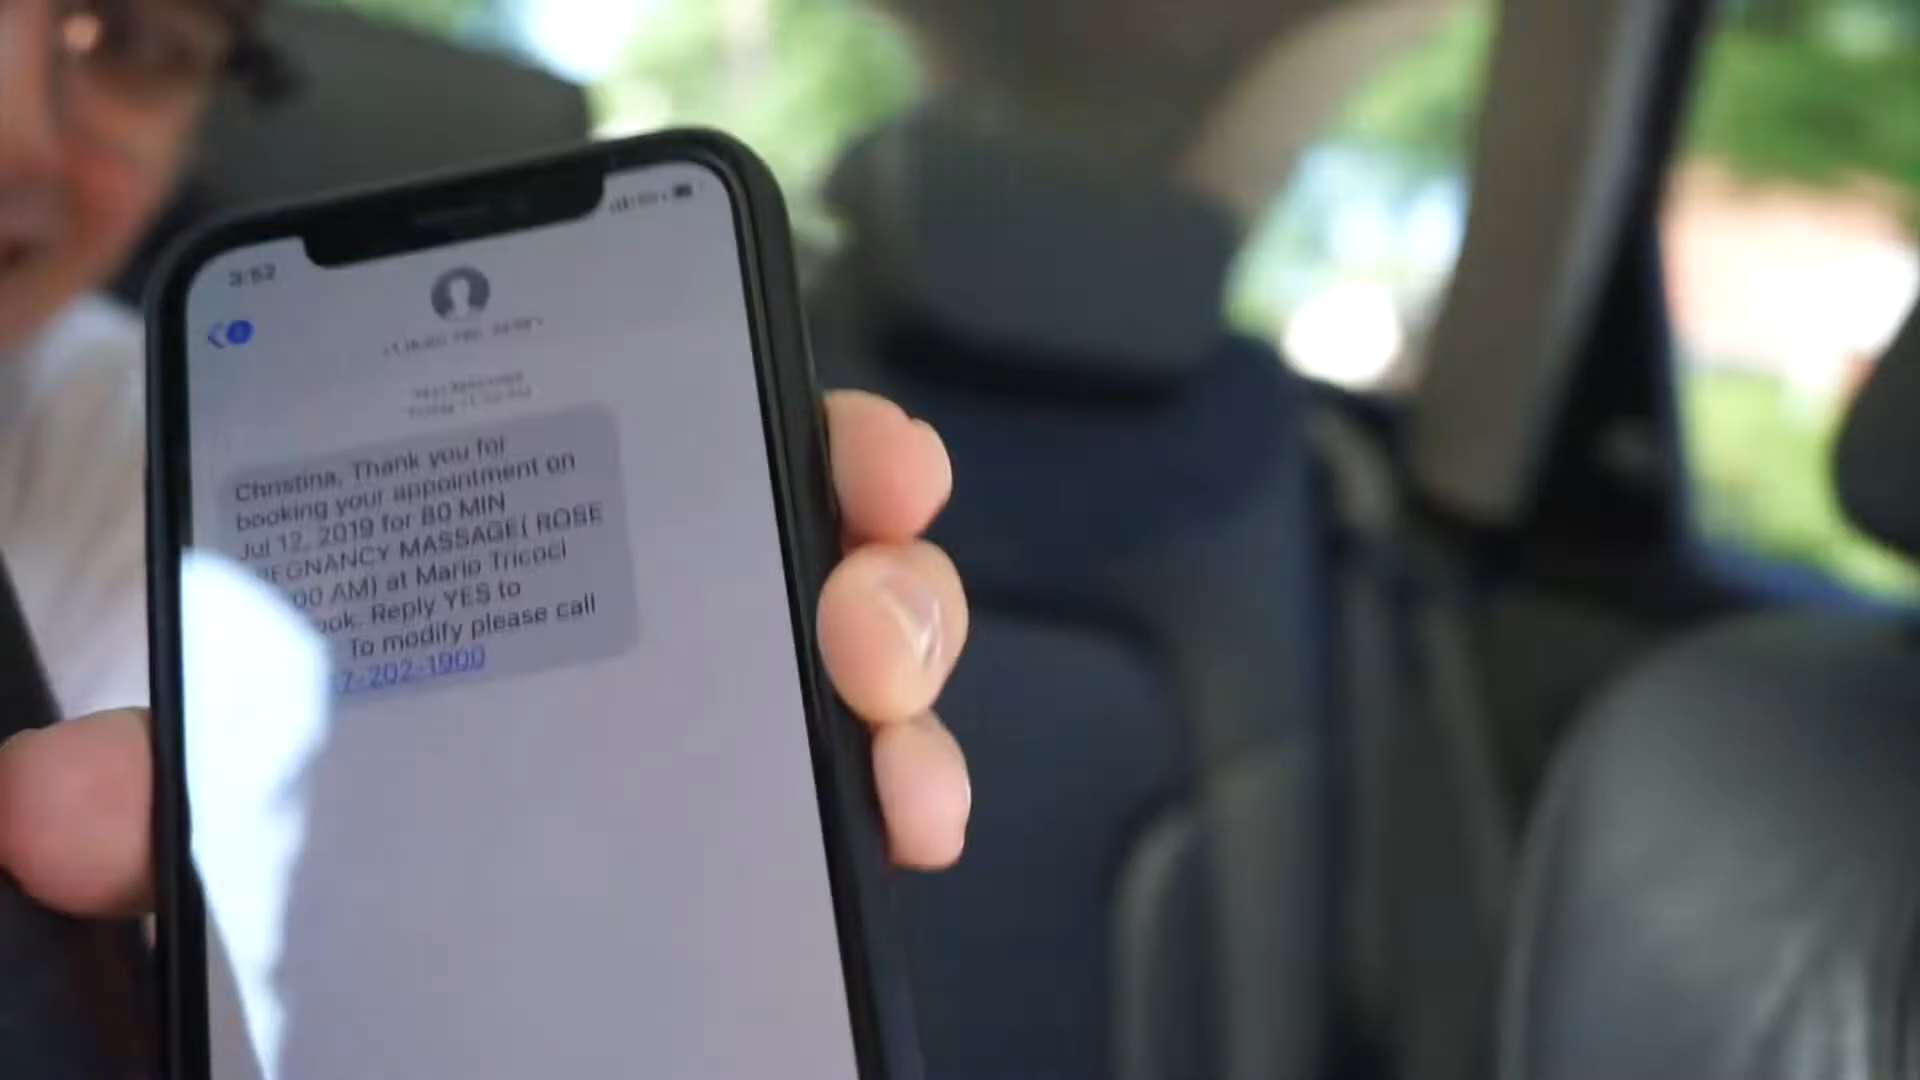 3:52
Christina, Thank you for
booking your appointment on
Jul 12, 2019 for 80 MIN
EGNANCY MASSAGE( ROSE
00 AM) at Mario Tricoci
ook. Reply YES to
To modify please call
7-202-1900